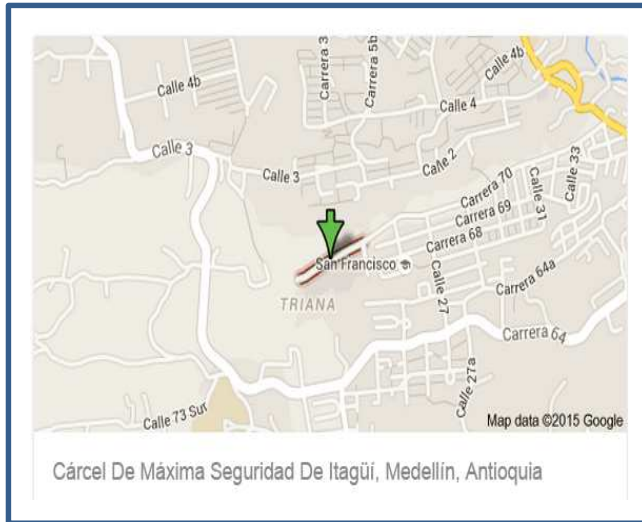 Calle 4b
Carrera 3
Carrera 5b
Calle 4b
Calle 4
Calle 3
Calle 3
Calle 2
Carrera 70
Calle 33
Carrera 69
Calle 31
Carrera 68
San Francisco
Calle 27
Carrera 64a
TRIANA
Carrera 64
Calle 27a
Calle 73 Sur
Map data ©2015 Google
Cárcel De Máxima Seguridad De Itagüí, Medellín, Antioquia